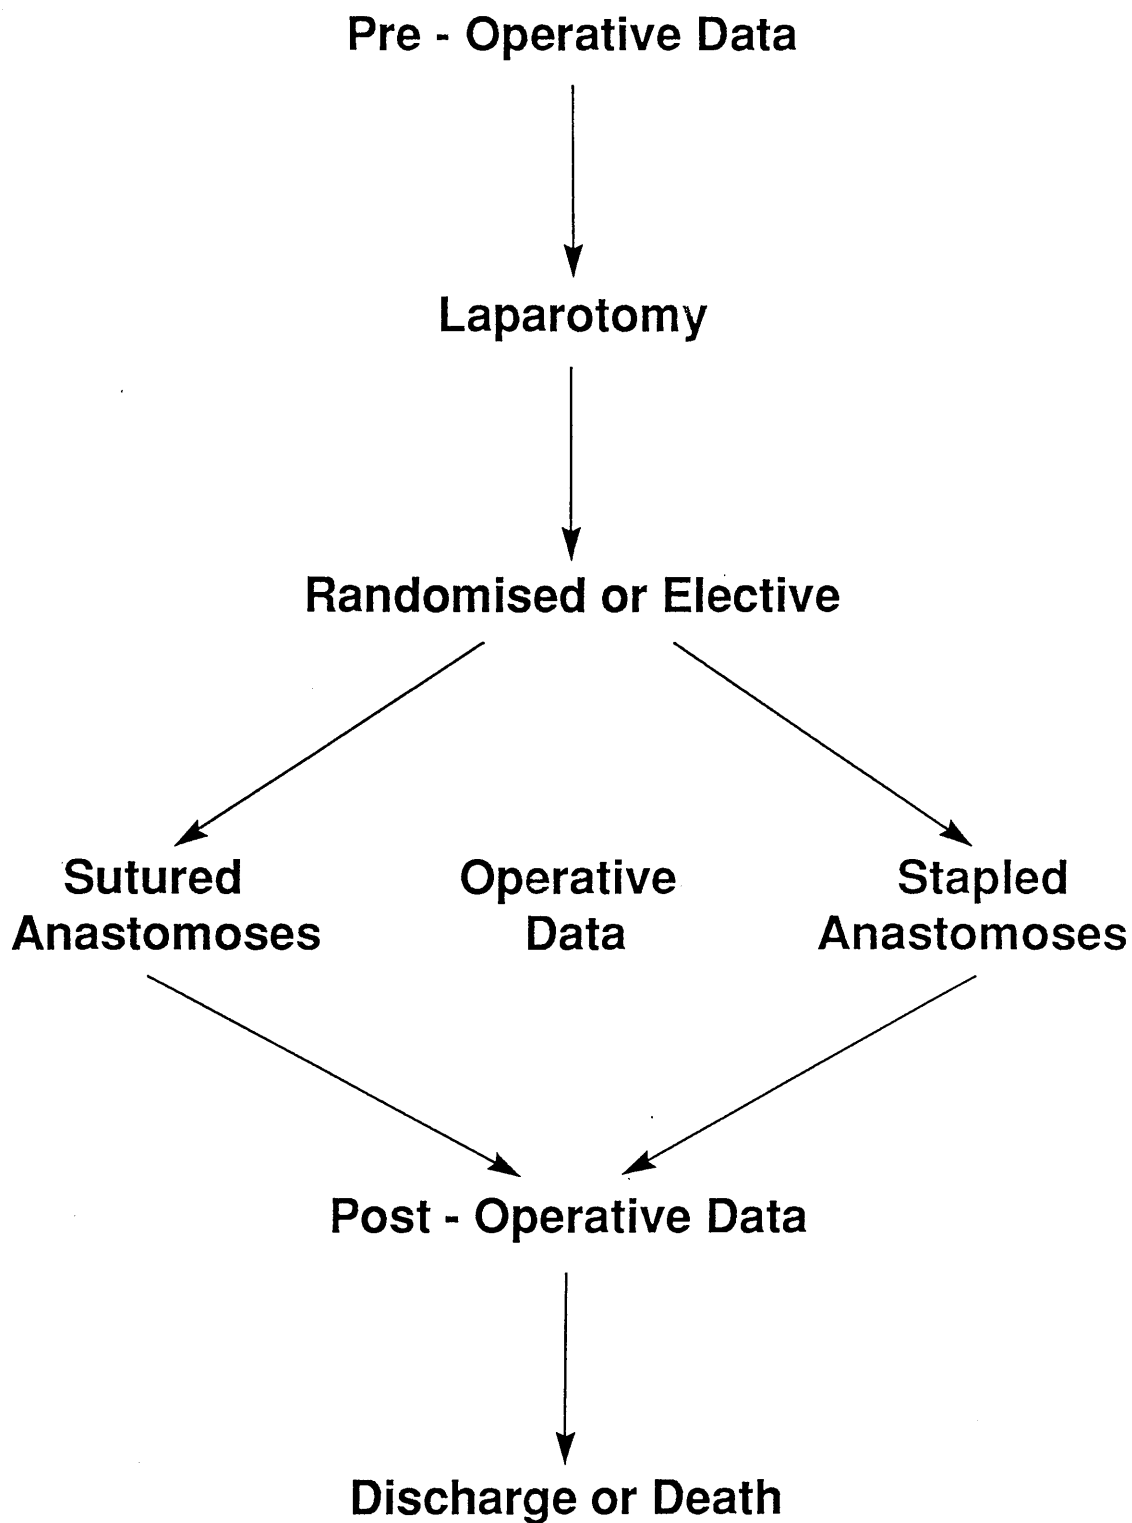 Pre - Operative Data
Laparotomy
Randomised or Elective
Sutured
Anastomoses
Operative
Data
Stapled
Anastomoses
Post - Operative Data
Discharge or Death